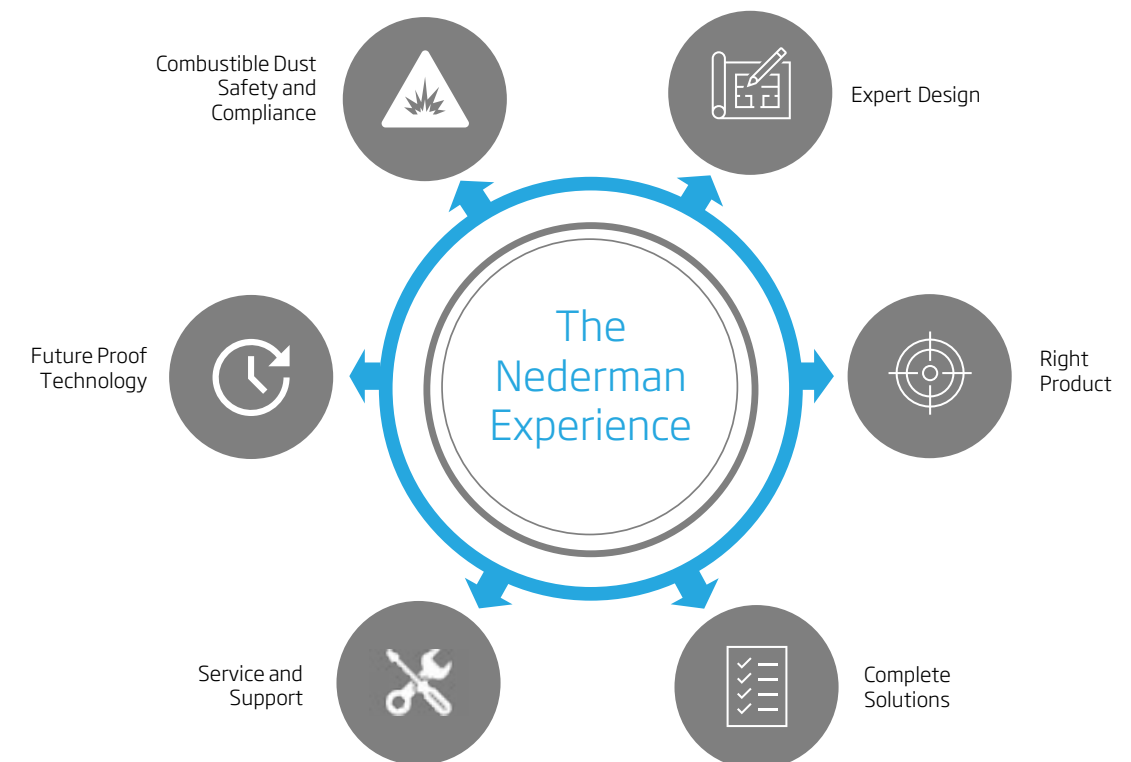 Combustible Dust
Safety and
Compliance
Expert Design
The
Nederman
Experience
Future Proof
Technology
Right
Product
Service and
Support
Complete
Solutions